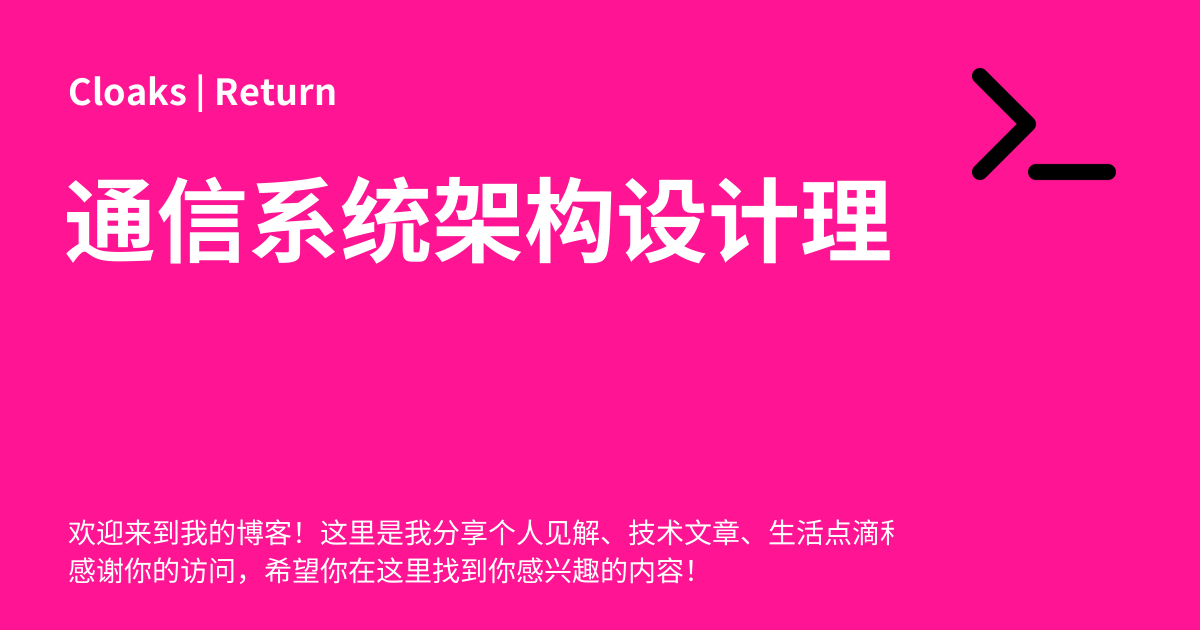 Cloaks | Return
通信系统架构设计理
欢迎来到我的博客！这里是我分享个人见解、技术文章、生活点滴
感谢你的访问，希望你在这里找到你感兴趣的内容！